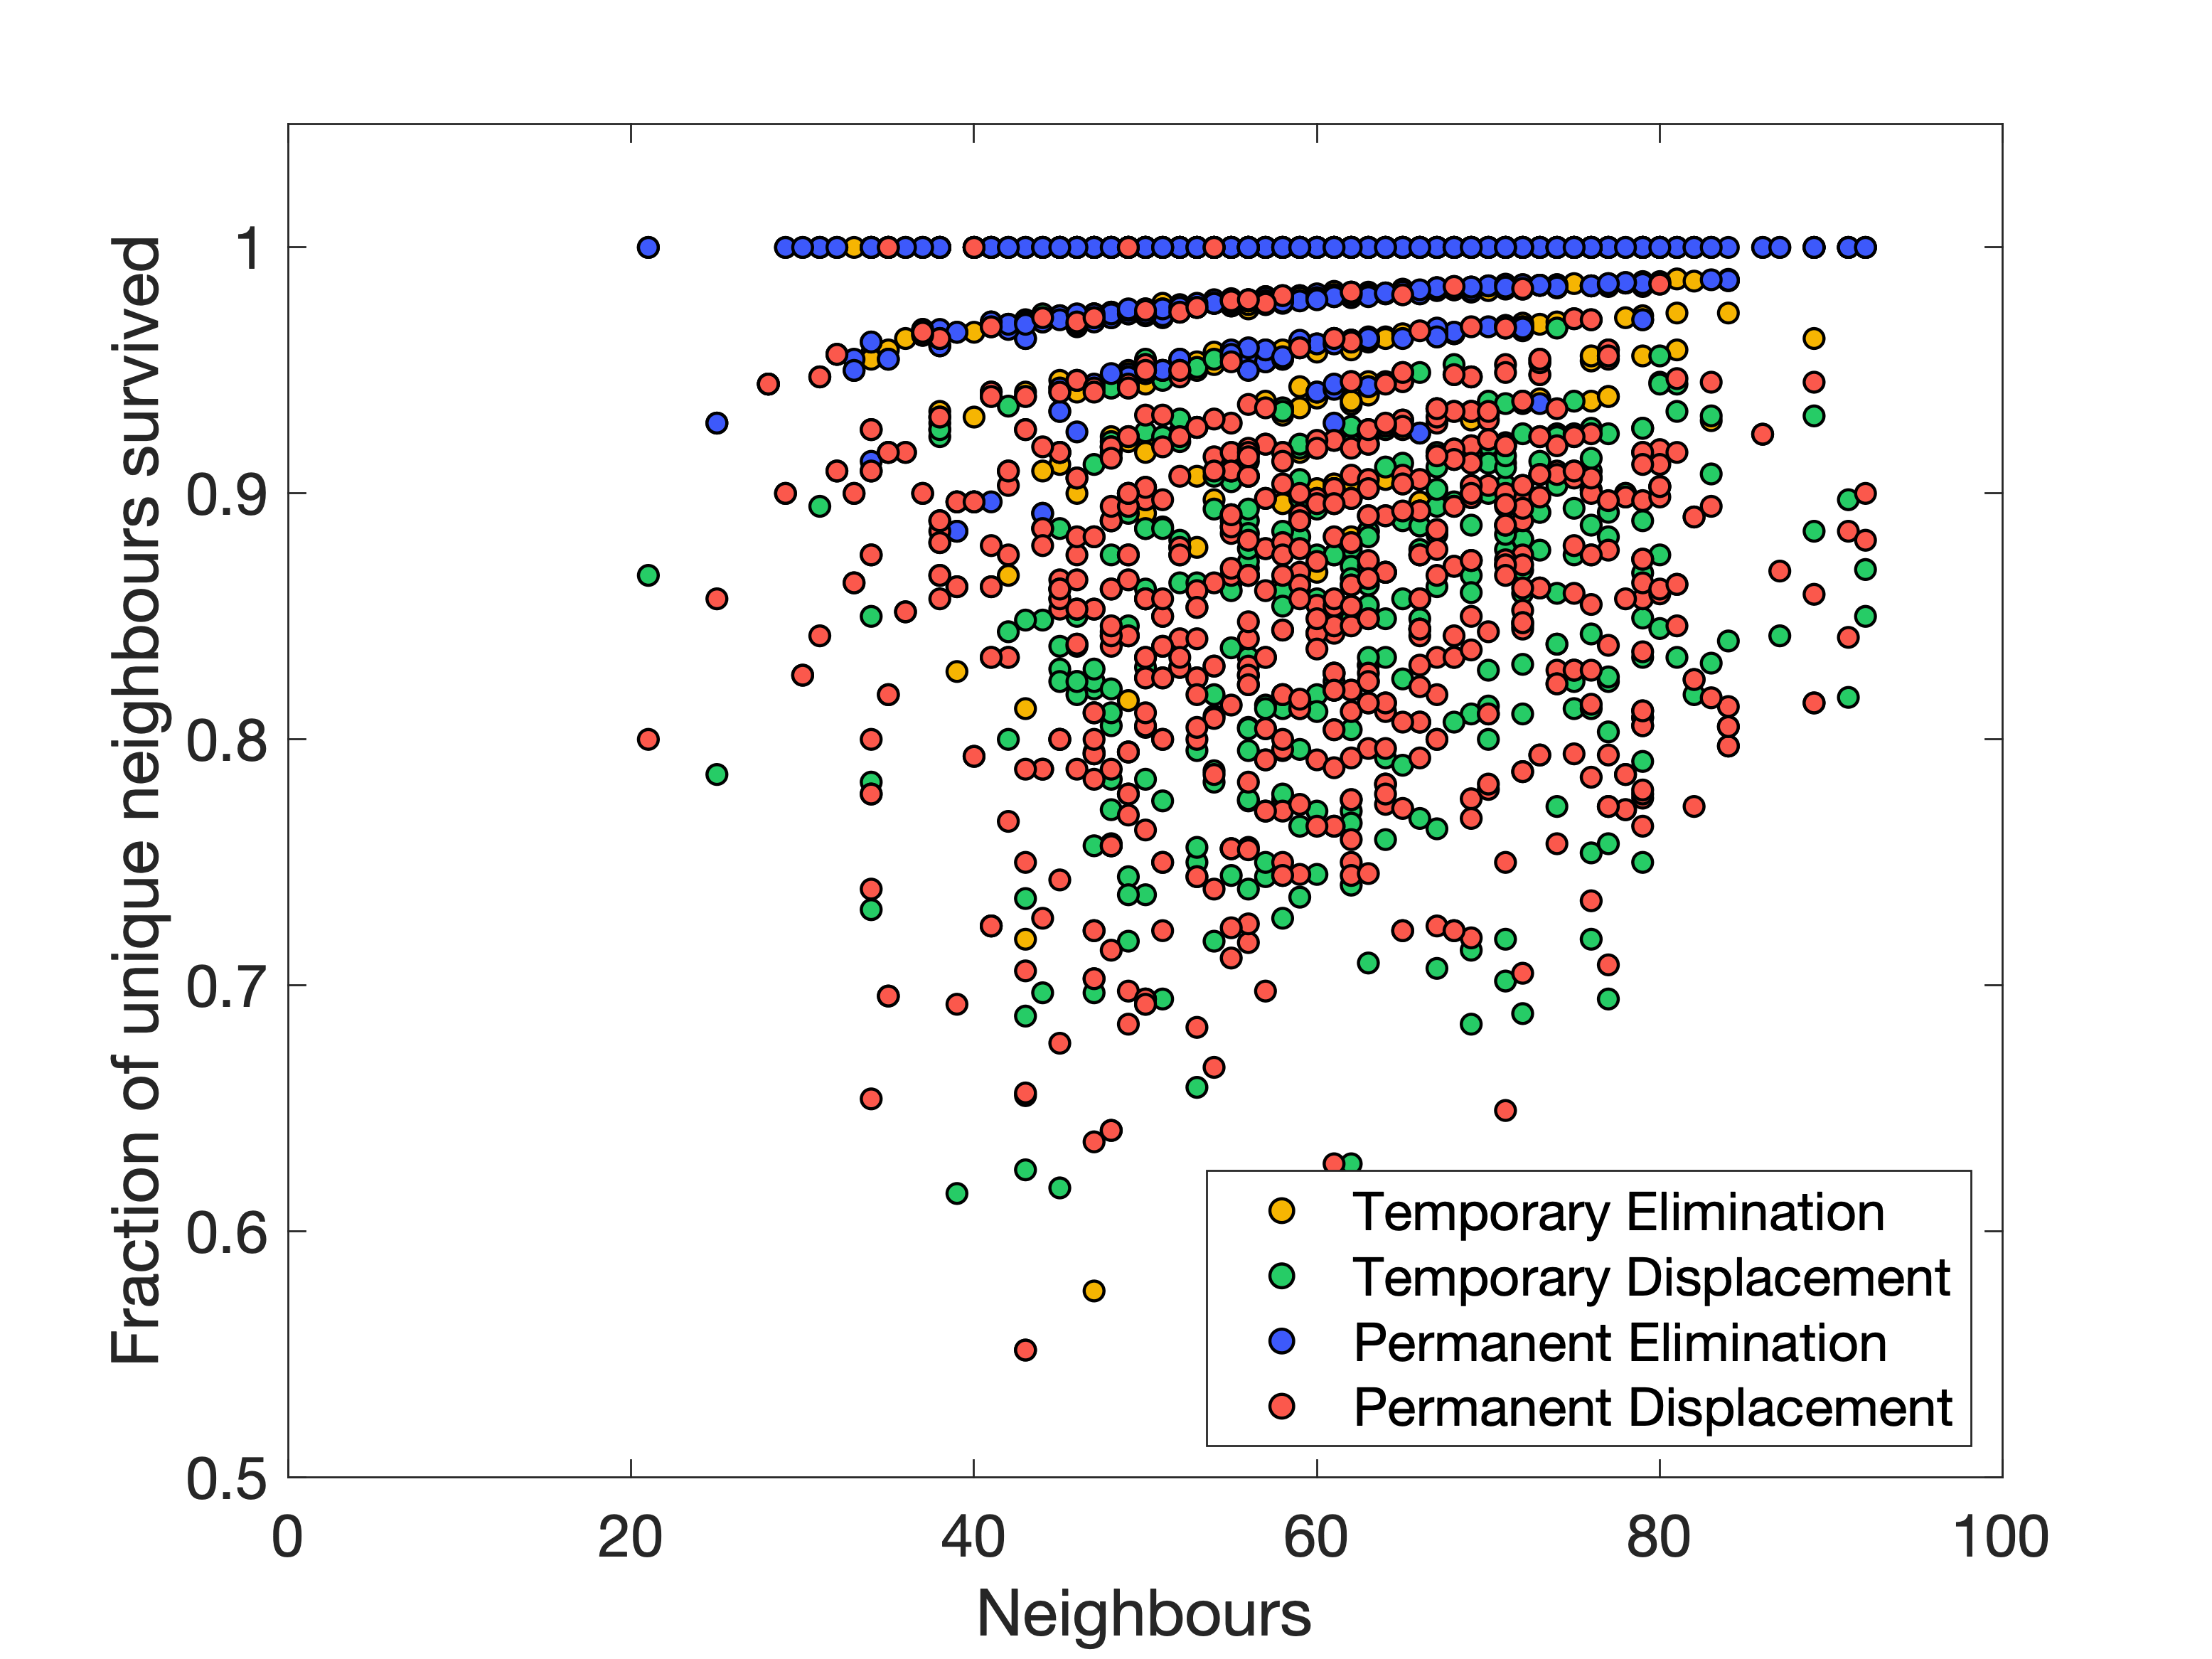 Fraction of unique neighbours survived
1
0.9
0.8
0.7
0.6
0.5
0
20
40
60
80
100
Neighbours
Temporary Elimination
Temporary Displacement
Permanent Elimination
Permanent Displacement